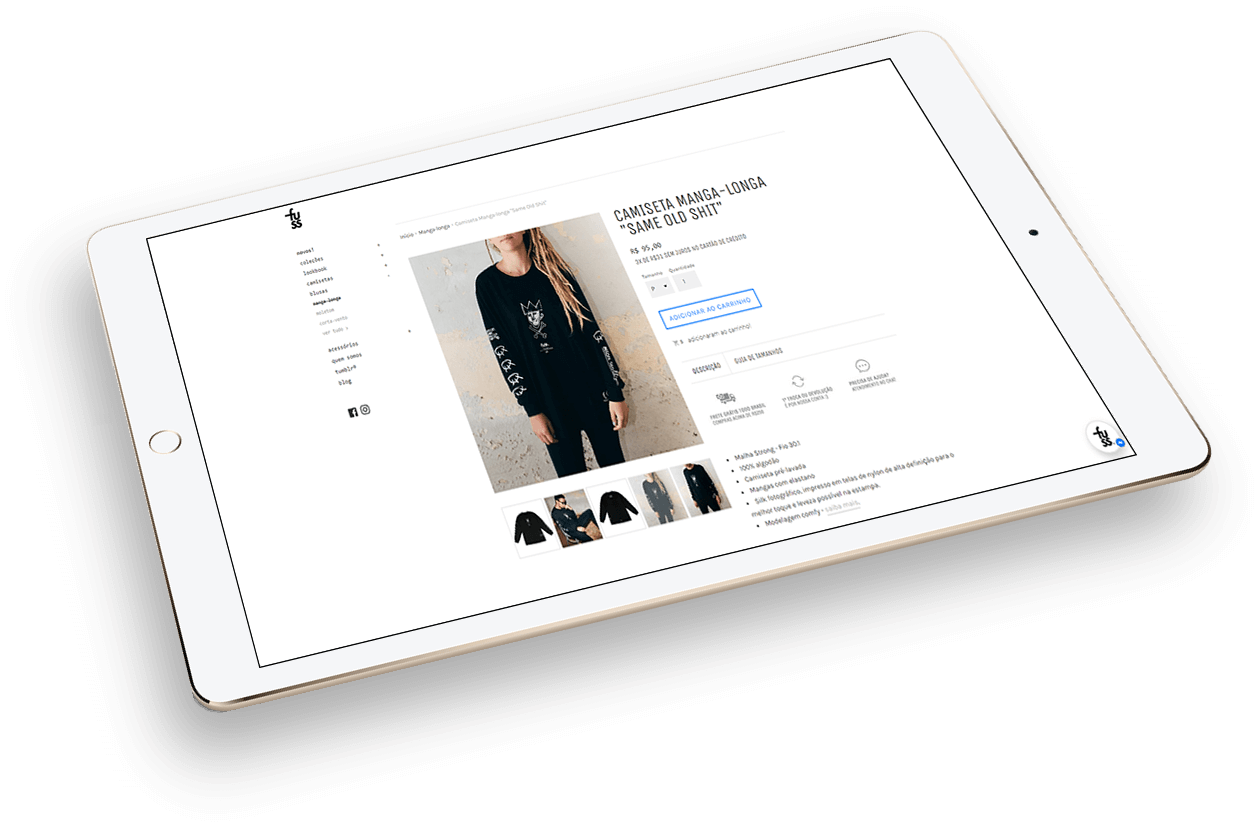 fu
ss
novos!
coleções
lookbook
camisetas
blusas
manga-longa
moletom
corta-vento
ver tudo >
acessórios
quem somos
tumblr®
blog
Início > Manga-longa > Camiseta Manga-longa "Same Old Shit"
CAMISETA MANGA-LONGA
"SAME OLD SHIT"
R$ 95,00
3X DE R$31 SEM JUROS NO CARTÃO DE CRÉDITO
Tamanho Quantidade
P 1
ADICIONAR AO CARRINHO
adicionaram ao carrinho!
DESCRIÇÃO GUIA DE TAMANHOS
FRETE GRÁTIS TODO BRASIL
COMPRAS ACIMA DE
1ª TROCA OU DEVOLUÇÃO
É POR NOSSA CONTA :)
PRECISA DE AJUDA?
ATENDIMENTO NO CHAT
• Malha Strong - Fio 30.1
• 100% algodão
• Camiseta pré-lavada
• Mangas com elastano
• Silk fotográfico, impresso em telas de nylon de alta definição para o
melhor toque e leveza possível na estampa.
• Modelagem comfy - saiba mais.
fu
ss